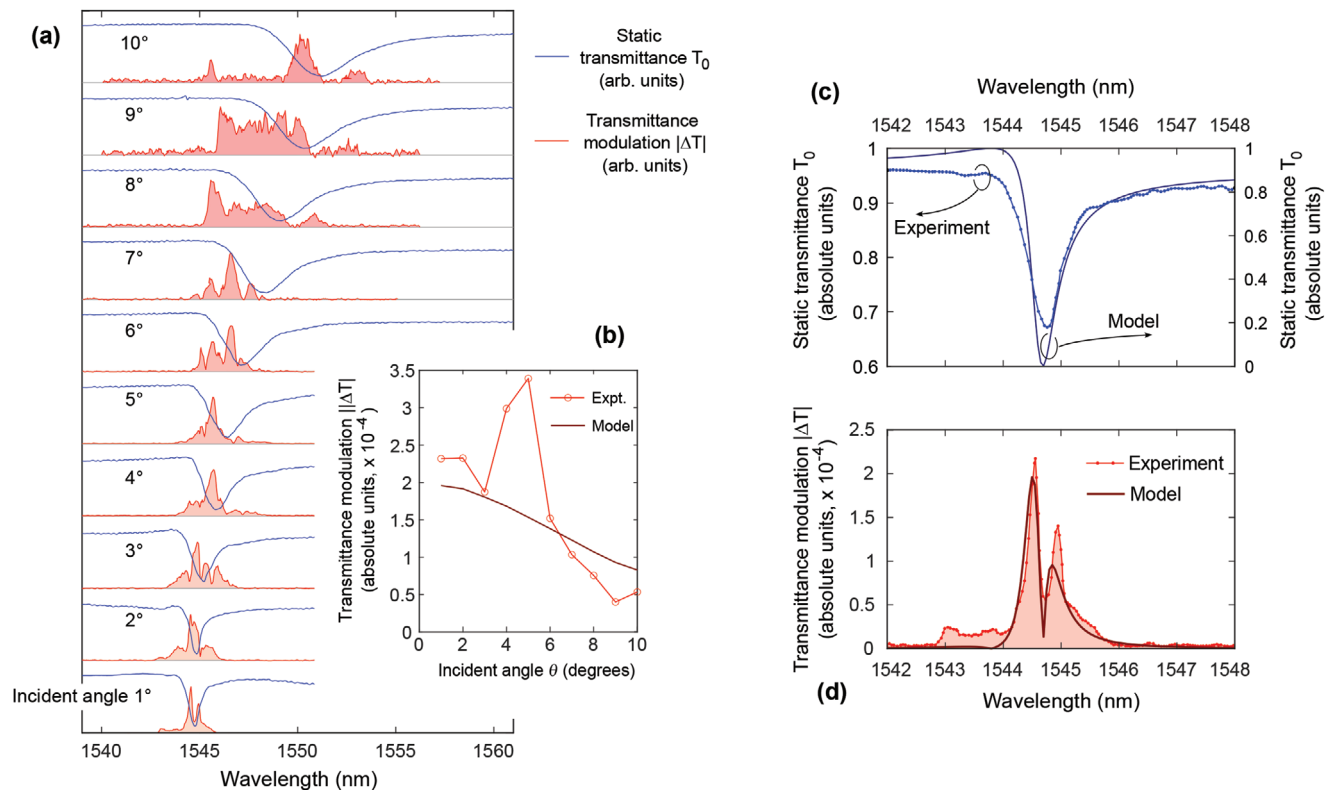 (a)
10°
9°
8°
7°
6°
5°
4°
3°
2°
Incident angle 1°
1540
1545
1550
1555
1560
Wavelength (nm)
Static
transmittance T0
(arb. units)
Transmittance
modulation |ΔT|
(arb. units)
(b)
Transmittance modulation ||ΔT|
(absolute units, x 10-4)
3.5
3
2.5
2
1.5
1
0.5
0
Expt.
Model
0
2
4
6
8
10
Incident angle θ (degrees)
(c)
Wavelength (nm)
1542
1543
1544
1545
1546
1547
1548
Static transmittance T0
(absolute units)
1
0.9
0.8
0.7
0.6
Experiment
Model
1
0.8
0.6
0.4
0.2
0
Static transmittance T0
(absolute units)
Transmittance modulation |ΔT|
(absolute units, x 10-4)
2.5
2
1.5
1
0.5
0
Experiment
Model
1542
1543
1544
1545
1546
1547
1548
Wavelength (nm)
(d)